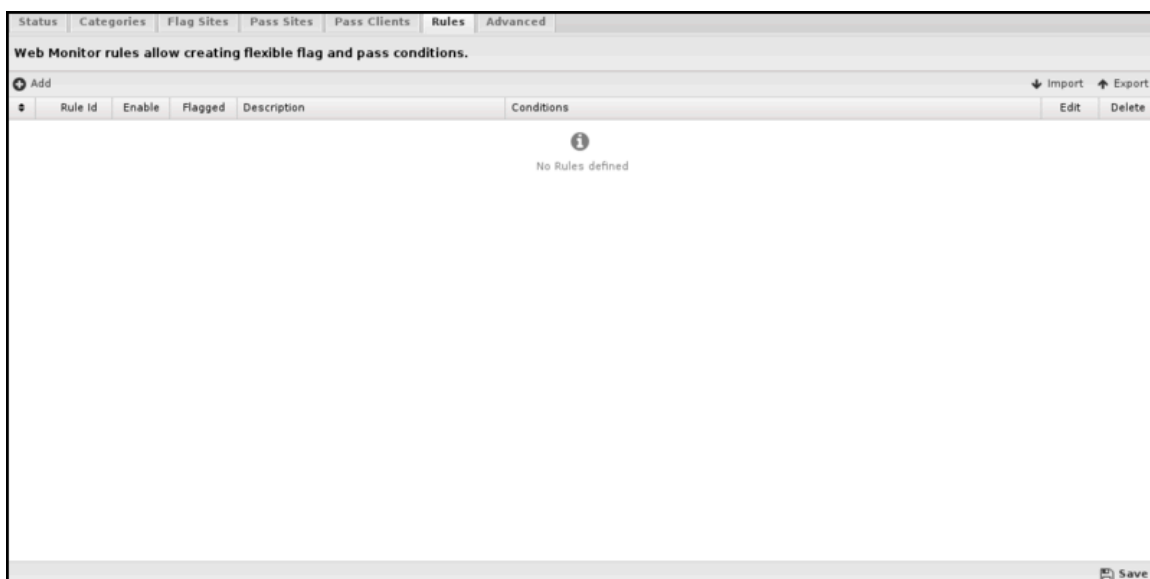 Status Categories Flag Sites Pass Sites Pass Clients Rules Advanced
Web Monitor rules allow creating flexible flag and pass conditions.
Add Import Export
Rule Id Enable Flagged Description Conditions Edit Delete
No Rules defined
Save